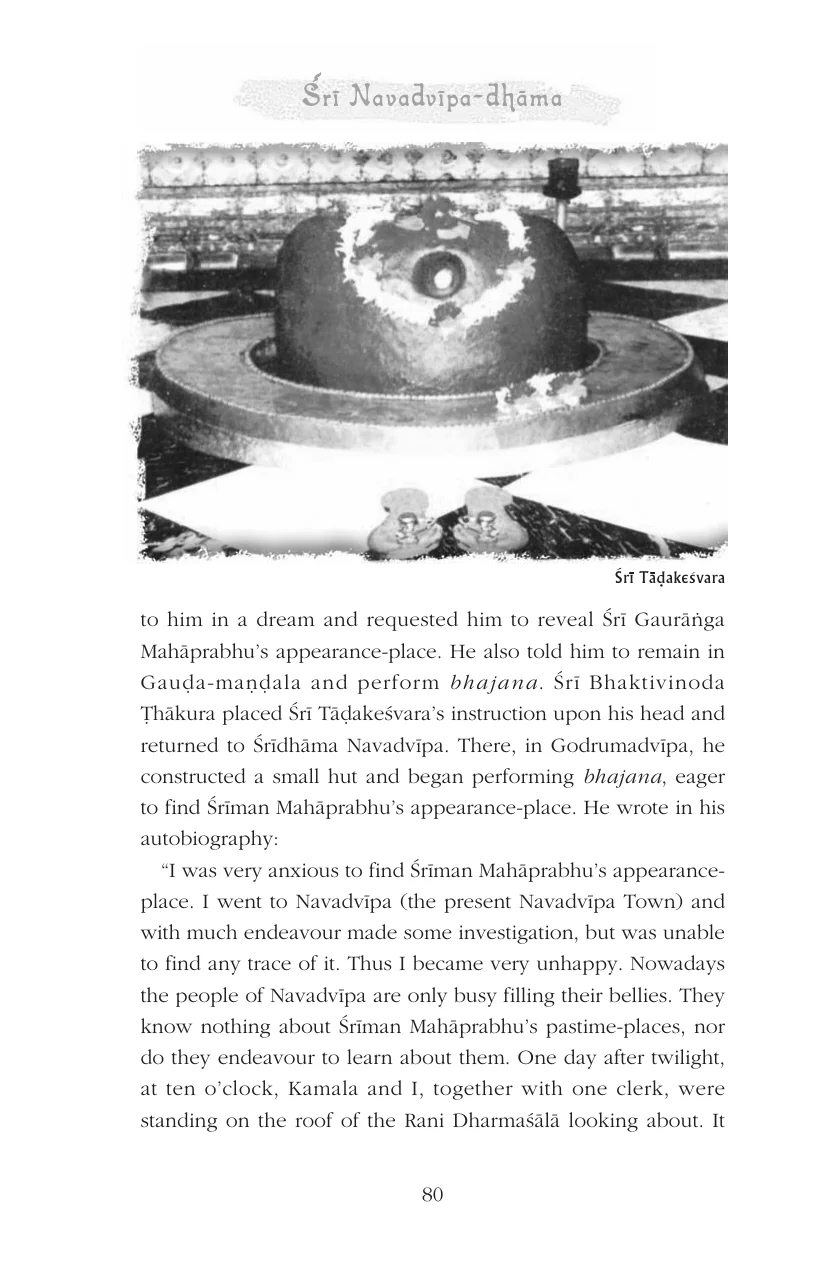 Śrī Navadvīpa-dhāma
Śrī Tāḍakeśvara
to him in a dream and requested him to reveal Śrī Gaurāṅga
Mahāprabhu’s appearance-place. He also told him to remain in
Gauḍa-maṇḍala and perform bhajana. Śrī Bhaktivinoda
Ṭhākura placed Śrī Tāḍakeśvara’s instruction upon his head and
returned to Śrīdhāma Navadvīpa. There, in Godrumadvīpa, he
constructed a small hut and began performing bhajana, eager
to find Śrīman Mahāprabhu’s appearance-place. He wrote in his
autobiography:
“I was very anxious to find Śrīman Mahāprabhu’s appearance-
place. I went to Navadvīpa (the present Navadvīpa Town) and
with much endeavour made some investigation, but was unable
to find any trace of it. Thus I became very unhappy. Nowadays
the people of Navadvīpa are only busy filling their bellies. They
know nothing about Śrīman Mahāprabhu’s pastime-places, nor
do they endeavour to learn about them. One day after twilight,
at ten o’clock, Kamala and I, together with one clerk, were
standing on the roof of the Rani Dharmaśālā looking about. It
80